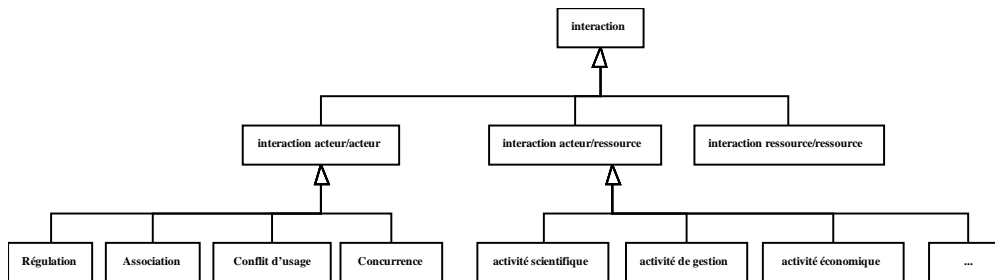 interaction
interaction acteur/acteur
interaction acteur/ressource
interaction ressource/ressource
Régulation
Association
Conflit d'usage
Concurrence
activité scientifique
activité de gestion
activité économique
...